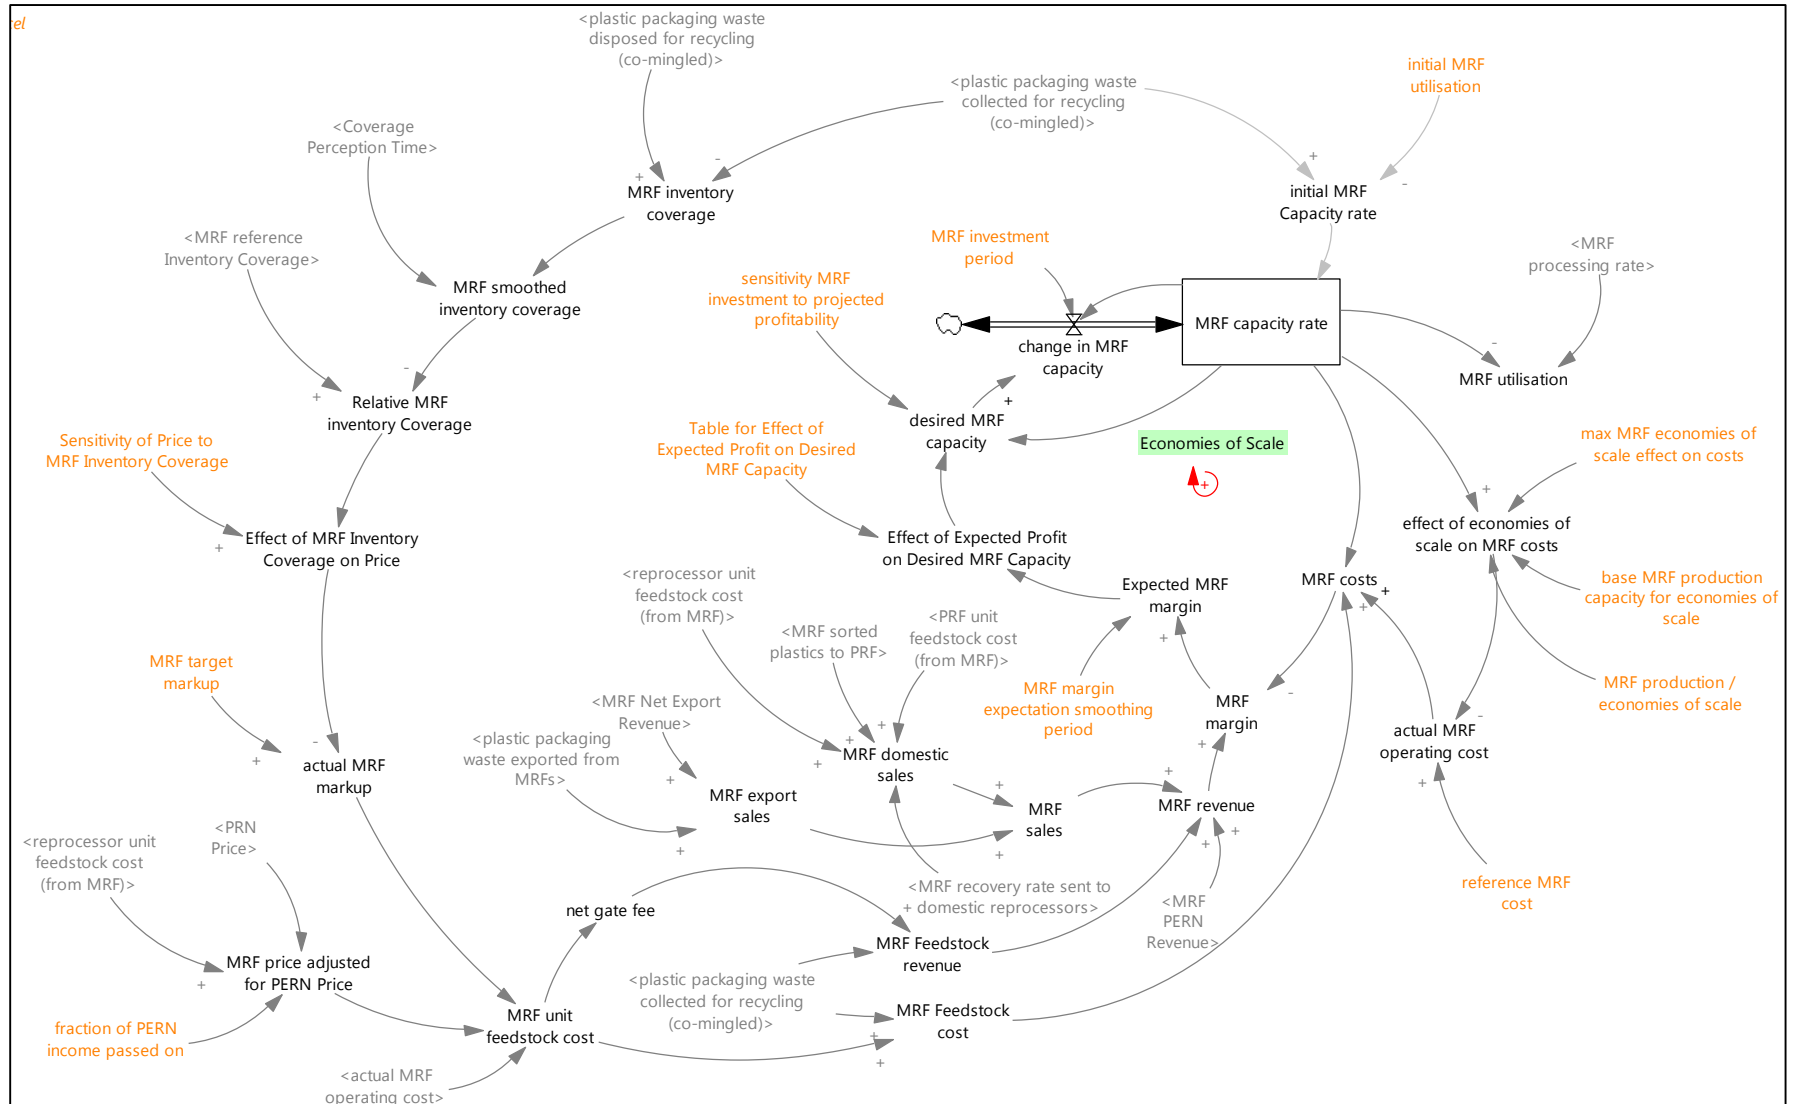 el
<plastic packaging waste
disposed for recycling
(co-mingled)>
<plastic packaging waste
collected for recycling
(co-mingled)>
initial MRF
utilisation
<Coverage
Perception Time>
MRF inventory
coverage
initial MRF
Capacity rate
<MRF reference
Inventory Coverage>
MRF investment
period
<MRF
processing rate>
MRF smoothed
inventory coverage
sensitivity MRF
investment to projected
profitability
MRF capacity rate
change in MRF
capacity
MRF utilisation
Relative MRF
inventory Coverage
desired MRF
capacity
Sensitivity of Price to
MRF Inventory Coverage
Table for Effect of
Expected Profit on Desired
MRF Capacity
Economies of Scale
max MRF economies of
scale effect on costs
Effect of MRF Inventory
Coverage on Price
Effect of Expected Profit
on Desired MRF Capacity
effect of economies of
scale on MRF costs
<reprocessor unit
feedstock cost
(from MRF)>
Expected MRF
margin
MRF costs
base MRF production
capacity for economies of
scale
<MRF sorted
plastics to PRF>
<PRF unit
feedstock cost
(from MRF)>
MRF target
markup
<MRF Net Export
Revenue>
MRF margin
expectation smoothing
period
MRF
margin
MRF production /
economies of scale
<plastic packaging
waste exported from
MRFs>
MRF domestic
sales
actual MRF
operating cost
actual MRF
markup
MRF export
sales
MRF
sales
MRF revenue
<reprocessor unit
feedstock cost
(from MRF)>
<PRN
Price>
net gate fee
<MRF recovery rate sent to
+ domestic reprocessors>
<MRF
PERN
Revenue>
reference MRF
cost
MRF price adjusted
for PERN Price
MRF Feedstock
revenue
<plastic packaging waste
collected for recycling
(co-mingled)>
MRF unit
feedstock cost
MRF Feedstock
cost
fraction of PERN
income passed on
<actual MRF
operating cost>